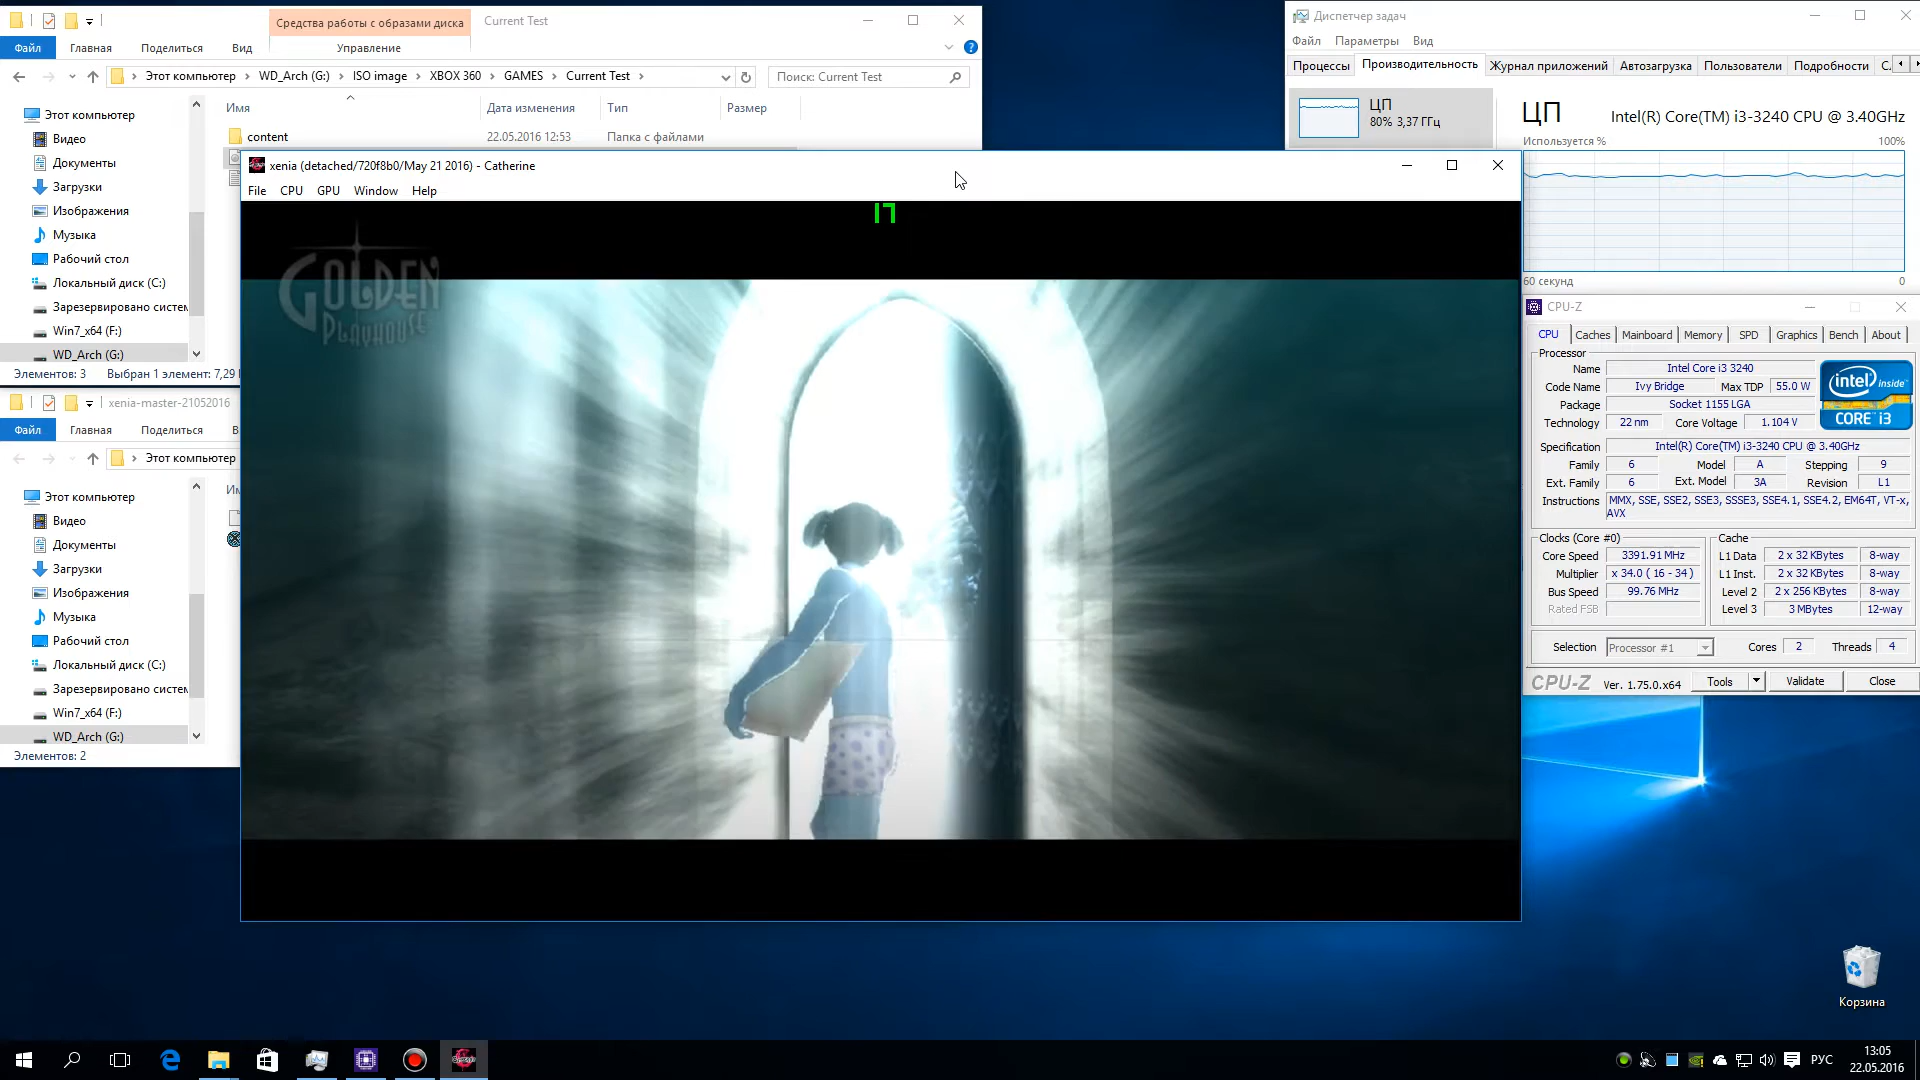 Средства работы с образами диска
Current Test
Файл
Главная
Поделиться
Вид
Управление
Этот компьютер
WD_Arch (G:)
ISO image
XBOX 360
GAMES
Current Test
Поиск: Current Test
Имя
Дата изменения
Тип
Размер
Этот компьютер
Видео
Документы
Загрузки
Изображения
Музыка
Рабочий стол
Локальный диск (C:)
Зарезервировано систем
Win7_x64 (F:)
WD_Arch (G:)
content
22.05.2016 12:53
Папка с файлами
Элементов: 3
Выбран 1 элемент: 7,29
xenia-master-21052016
Файл
Главная
Поделиться
В
Этот компьютер
Этот компьютер
Видео
Документы
Загрузки
Изображения
Музыка
Рабочий стол
Локальный диск (C:)
Зарезервировано систем
Win7_x64 (F:)
WD_Arch (G:)
Элементов: 2
xenia (detached/720f8b0/May 21 2016) - Catherine
File CPU GPU Window Help
17
GOLDEN
PLAYHOUSE
Диспетчер задач
Файл Параметры Вид
Процессы
Производительность
Журнал приложений
Автозагрузка
Пользователи
Подробности
С
ЦП
80% 3,37 ГГц
ЦП
Intel(R) Core(TM) i3-3240 CPU @ 3.40GHz
Используется %
100%
60 секунд
0
CPU-Z
CPU Caches Mainboard Memory SPD Graphics Bench About
Processor
Name Intel Core i3 3240
Code Name Ivy Bridge Max TDP 55.0 W
Package Socket 1155 LGA
Technology 22 nm Core Voltage 1.104 V
intel inside
CORE i3
Specification Intel(R) Core(TM) i3-3240 CPU @ 3.40GHz
Family 6 Model A Stepping 9
Ext. Family 6 Ext. Model 3A Revision L1
Instructions MMX, SSE, SSE2, SSE3, SSSE3, SSE4.1, SSE4.2, EM64T, VT-x,
AVX
Clocks (Core #0)
Core Speed 3391.91 MHz
Multiplier x 34.0 ( 16 - 34 )
Bus Speed 99.76 MHz
Rated FSB
Cache
L1 Data 2 x 32 KBytes 8-way
L1 Inst. 2 x 32 KBytes 8-way
Level 2 2 x 256 KBytes 8-way
Level 3 3 MBytes 12-way
Selection Processor #1 Cores 2 Threads 4
CPU-Z Ver. 1.75.0.x64 Tools Validate Close
Корзина
РУС
13:05
22.05.2016